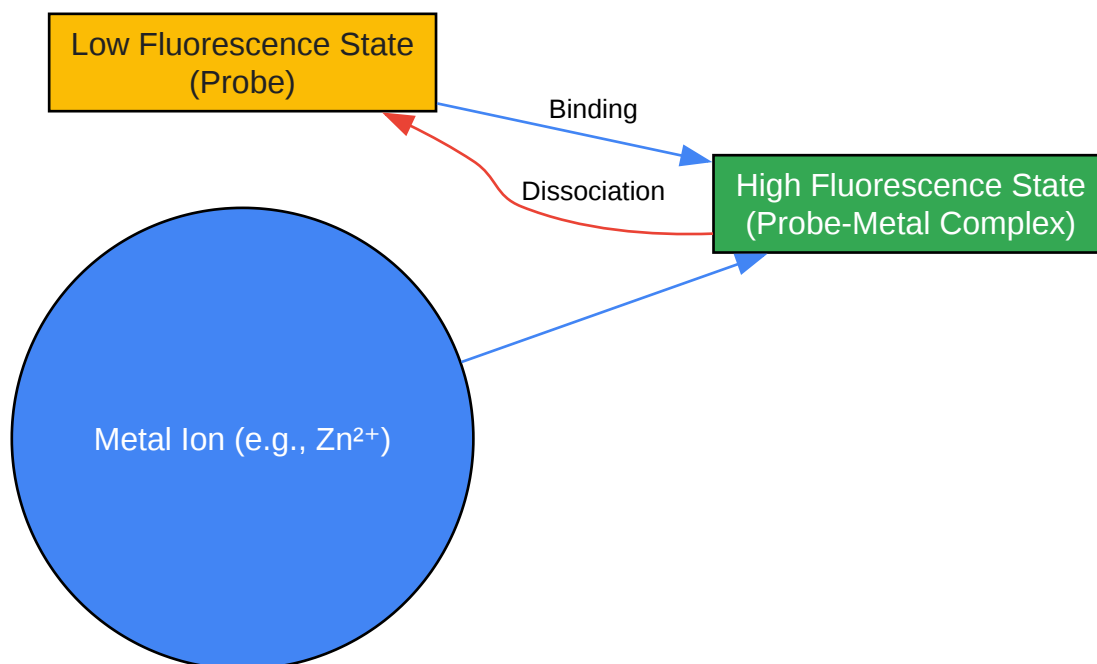 Low Fluorescence State
(Probe)
Binding
Dissociation
High Fluorescence State
(Probe-Metal Complex)
Metal Ion (e.g., Zn²⁺)